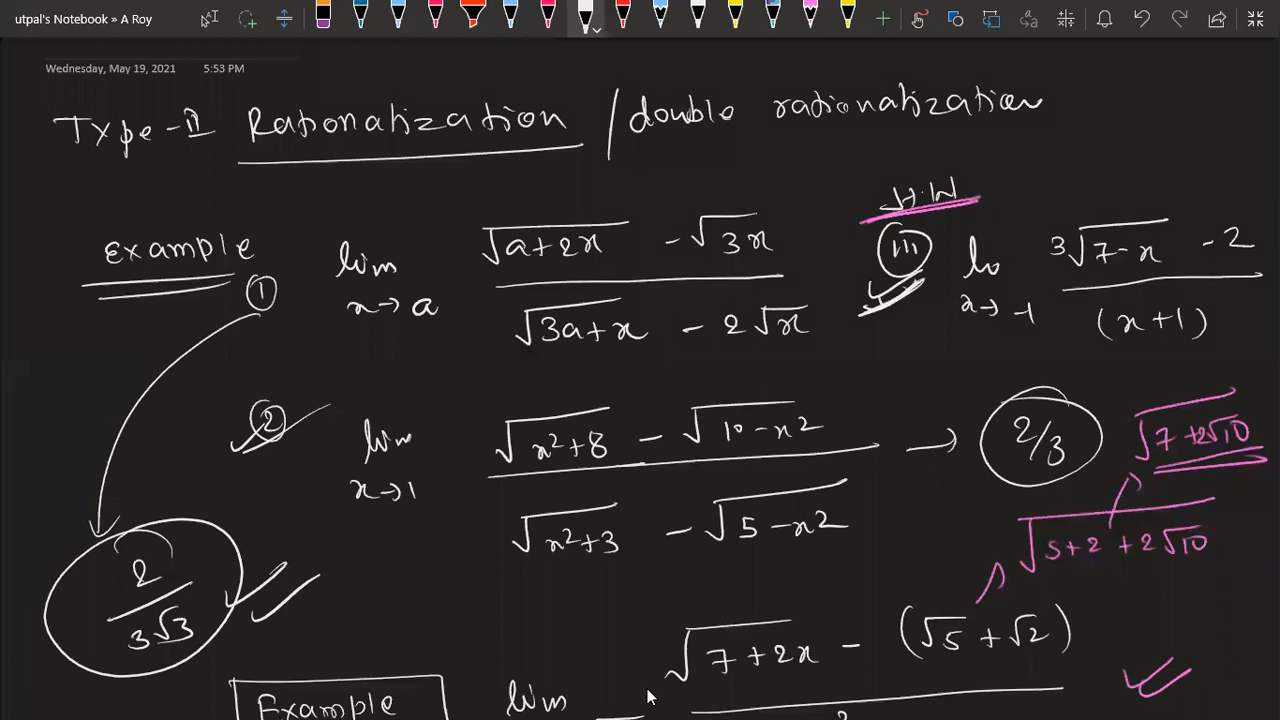 utpal's Notebook » A Roy
Wednesday, May 19, 2021 5:53 PM
Type-II Rationalization / double rationalization
H.W
Example
① lim x→a (√(a+2x) - √3x) / (√(3a+x) - 2√x)
(III) lim x→-1 (3√(7-x) - 2) / (x+1)
② lim x→1 (√(x²+8) - √(10-x²)) / (√(x²+3) - √(5-x²)) → 2/3
√(7+2√10)
√(5+2+2√10)
2/(3√3)
√(7+2x) - (√5+√2)
Example lim